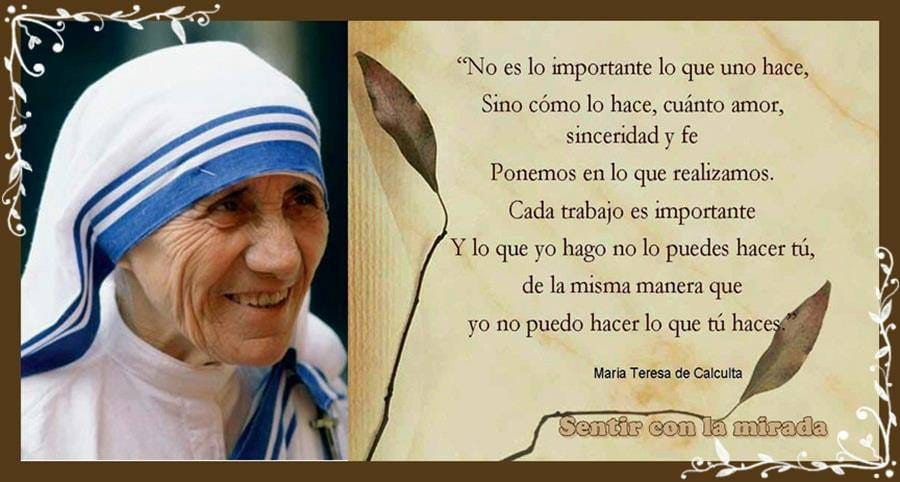 “No es lo importante lo que uno hace,
Sino cómo lo hace, cuánto amor,
sinceridad y fe
Ponemos en lo que realizamos.
Cada trabajo es importante
Y lo que yo hago no lo puedes hacer tú,
de la misma manera que
yo no puedo hacer lo que tú haces.”
Maria Teresa de Calculta
Sentir con la mirada